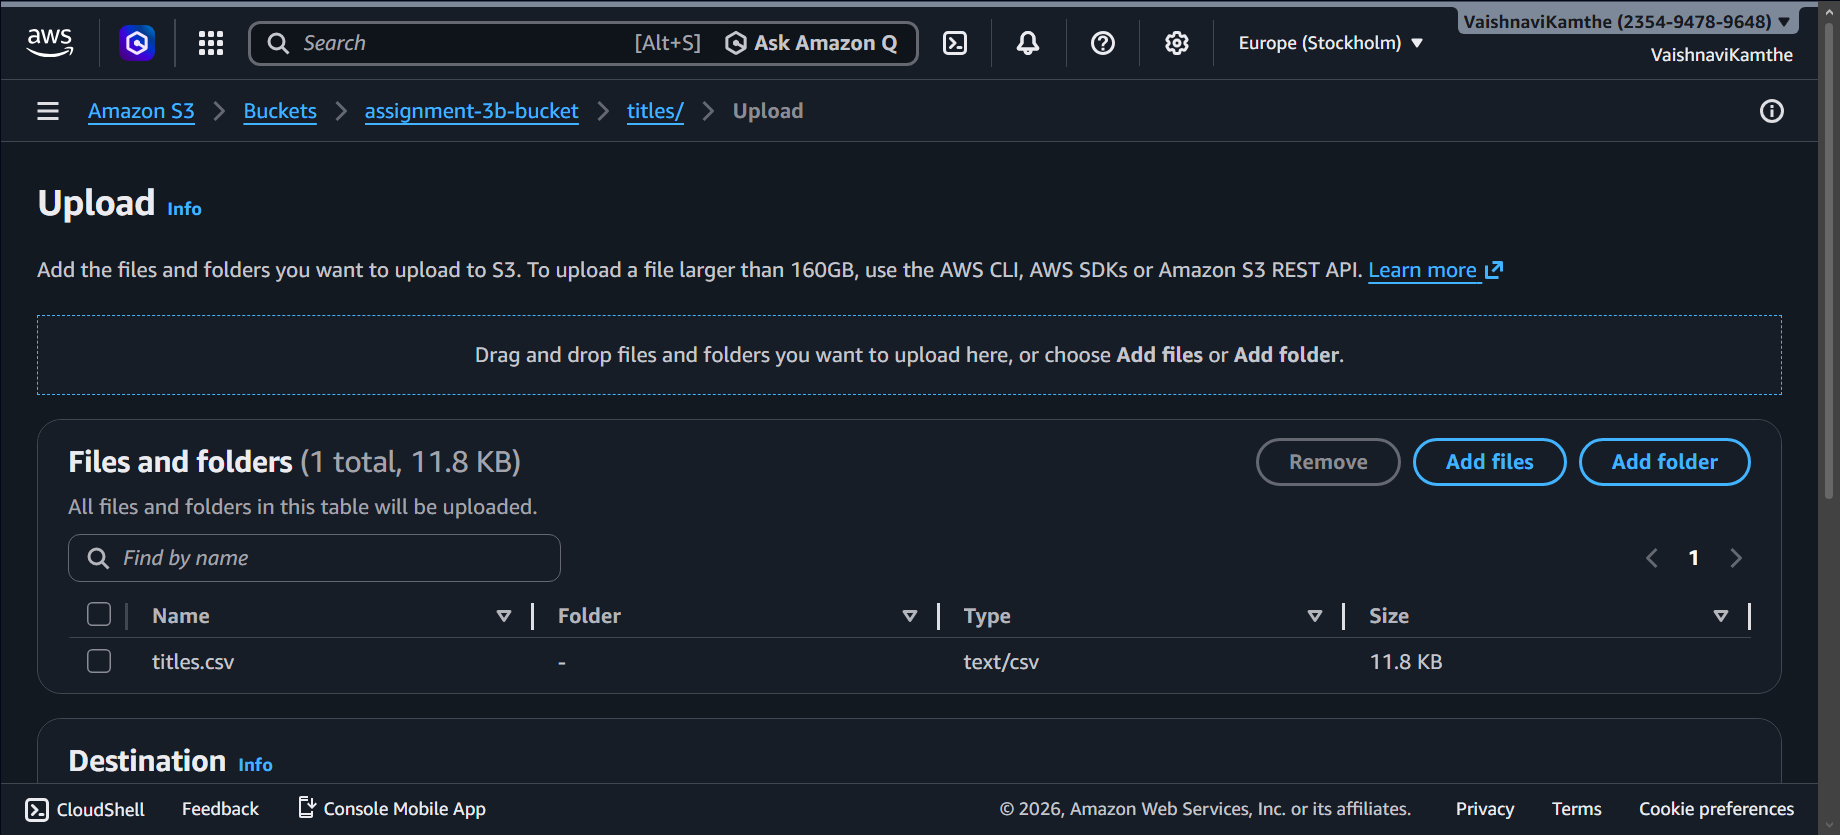 aws
Search [Alt+S] Ask Amazon Q
Europe (Stockholm)
VaishnaviKamthe (2354-9478-9648)
VaishnaviKamthe
Amazon S3 Buckets assignment-3b-bucket titles/ Upload
Upload Info
Add the files and folders you want to upload to S3. To upload a file larger than 160GB, use the AWS CLI, AWS SDKs or Amazon S3 REST API. Learn more
Drag and drop files and folders you want to upload here, or choose Add files or Add folder.
Files and folders (1 total, 11.8 KB)
Remove Add files Add folder
All files and folders in this table will be uploaded.
Find by name
1
Name Folder Type Size
titles.csv - text/csv 11.8 KB
Destination Info
CloudShell Feedback Console Mobile App © 2026, Amazon Web Services, Inc. or its affiliates. Privacy Terms Cookie preferences